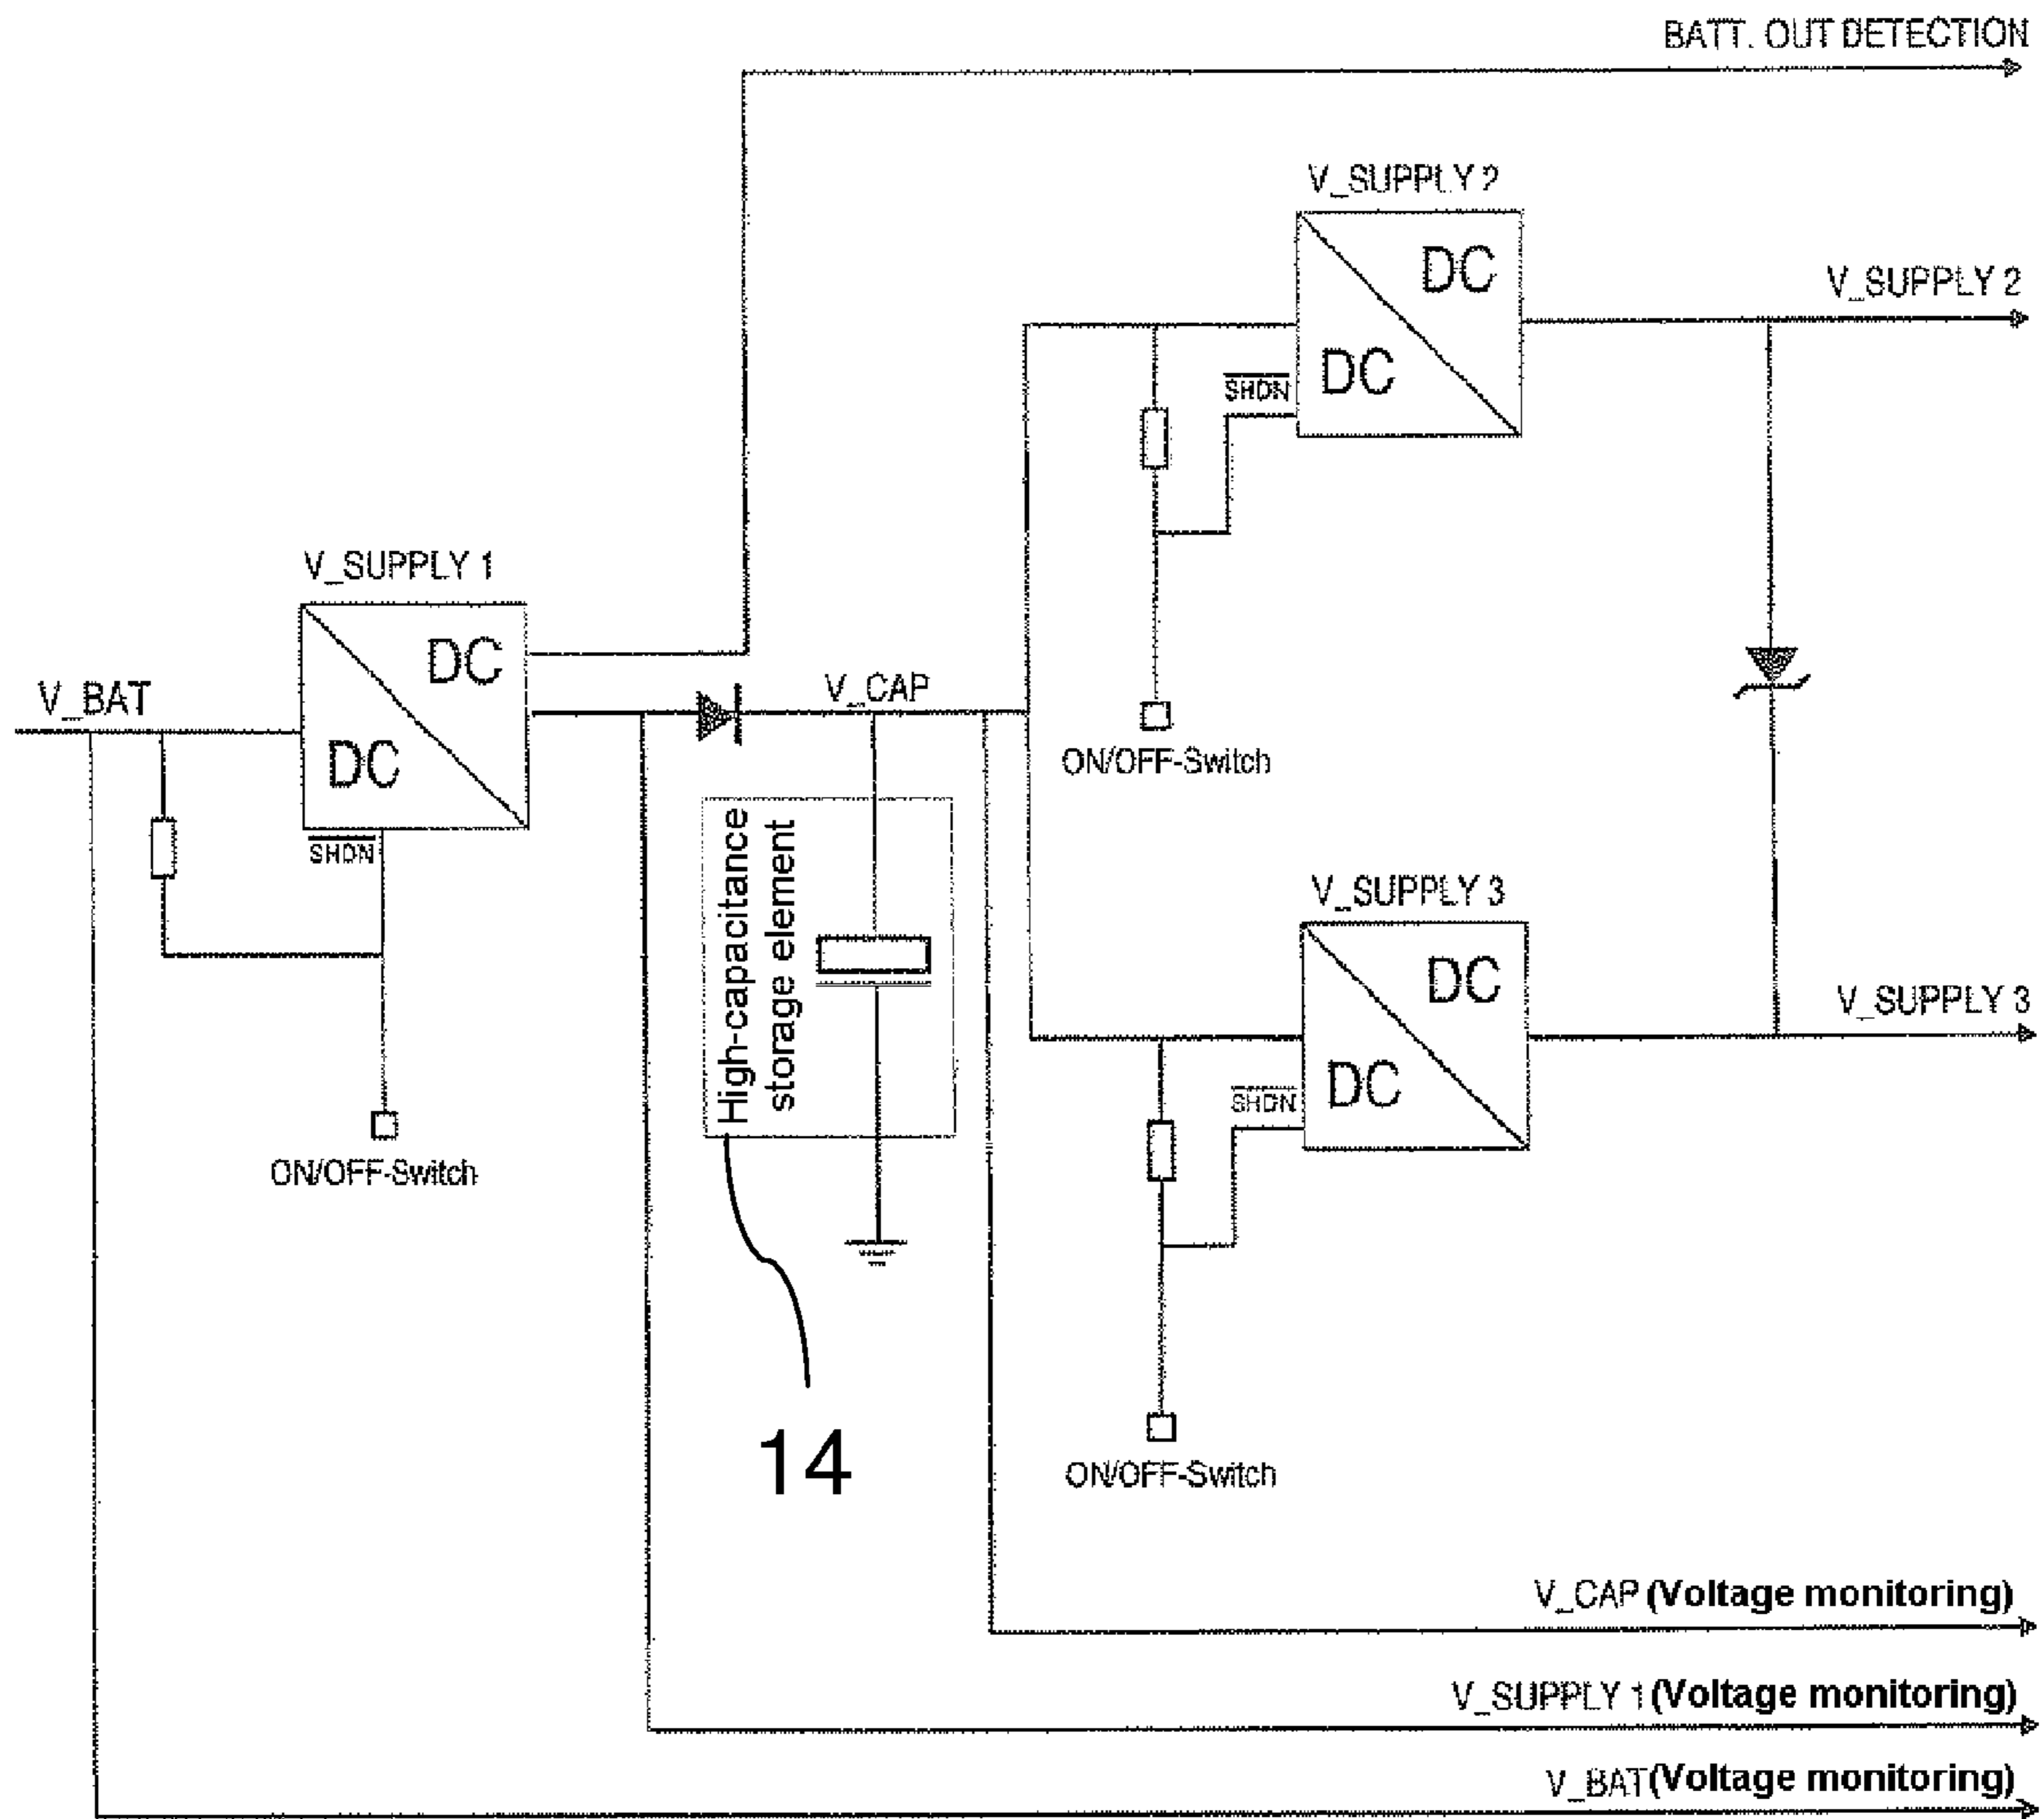 BATT. OUT DETECTION
V_SUPPLY 2
DC
DC
SHDN
V_SUPPLY 2
ON/OFF-Switch
V_SUPPLY 1
DC
DC
SHDN
V_BAT
ON/OFF-Switch
V_CAP
High-capacitance
storage element
14
V_SUPPLY 3
DC
DC
SHDN
V_SUPPLY 3
ON/OFF-Switch
V_CAP (Voltage monitoring)
V_SUPPLY 1 (Voltage monitoring)
V_BAT (Voltage monitoring)